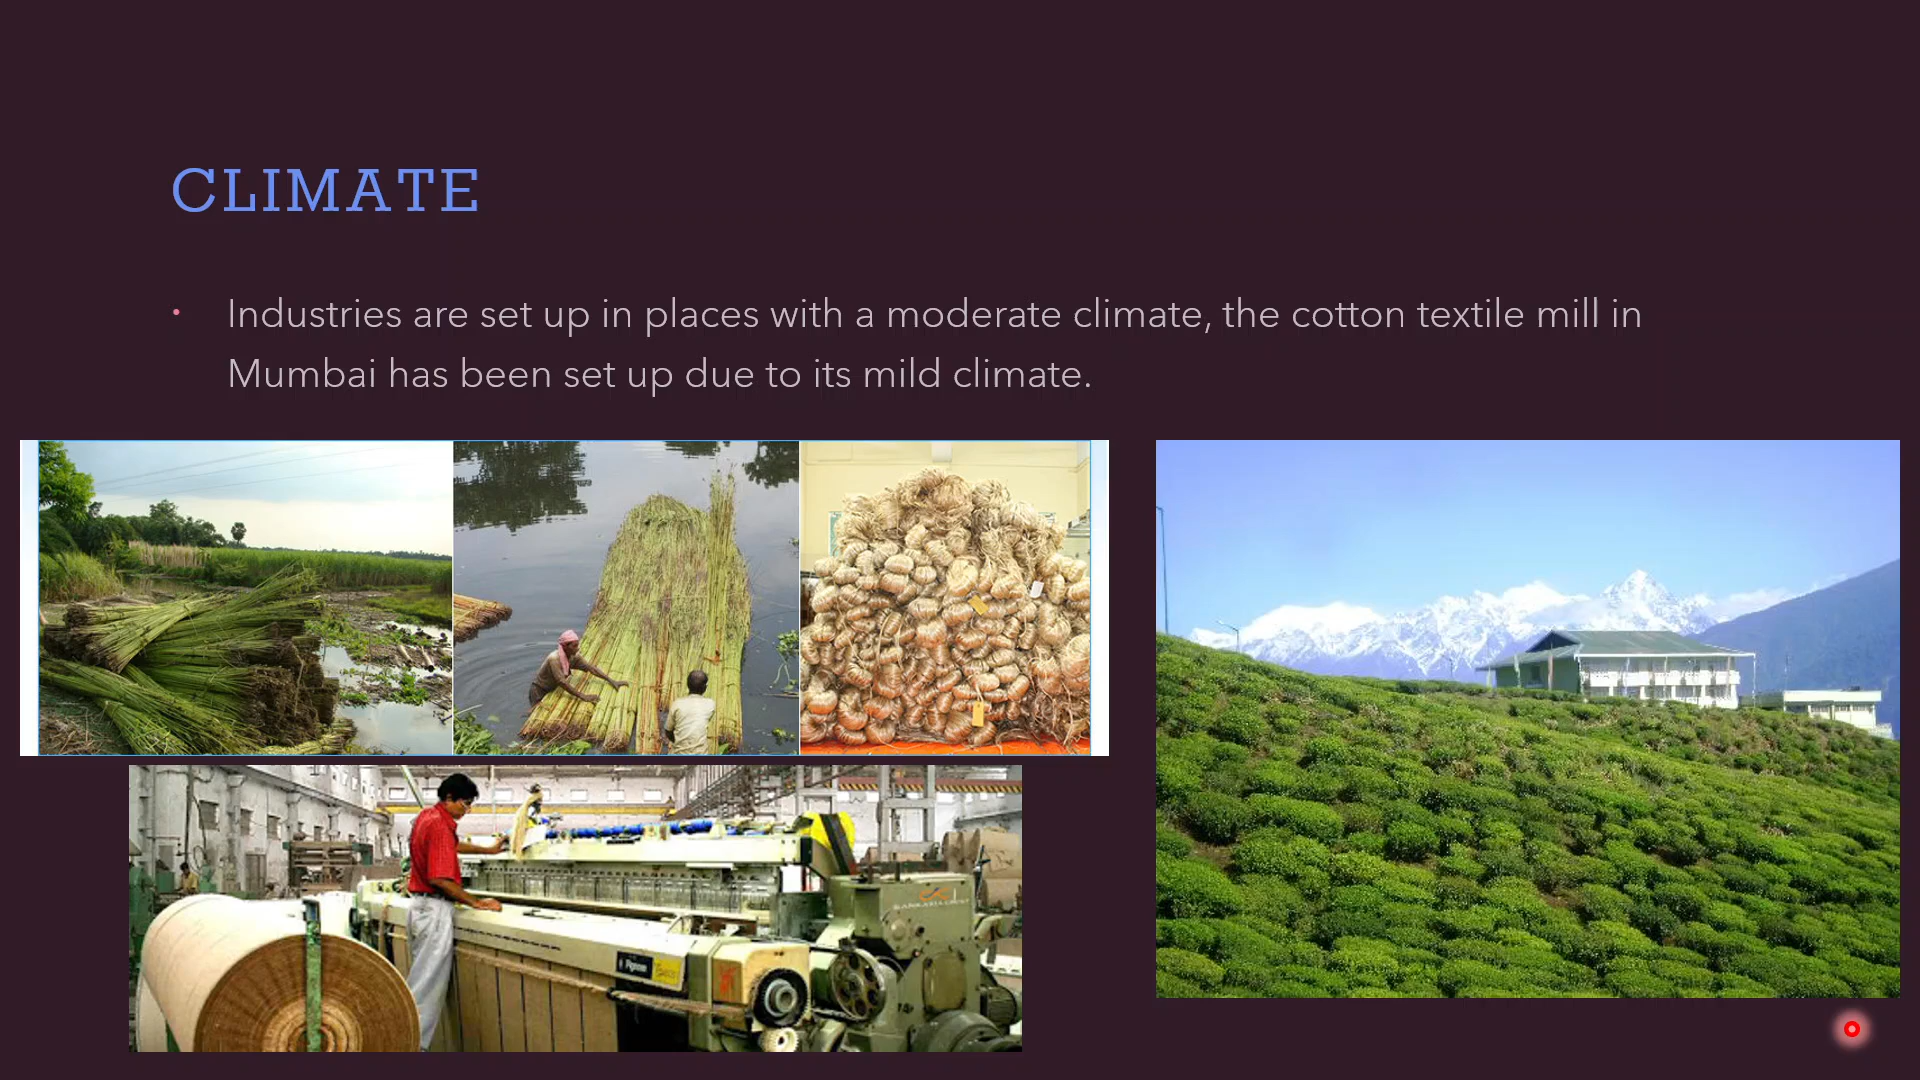 CLIMATE
• Industries are set up in places with a moderate climate, the cotton textile mill in
Mumbai has been set up due to its mild climate.